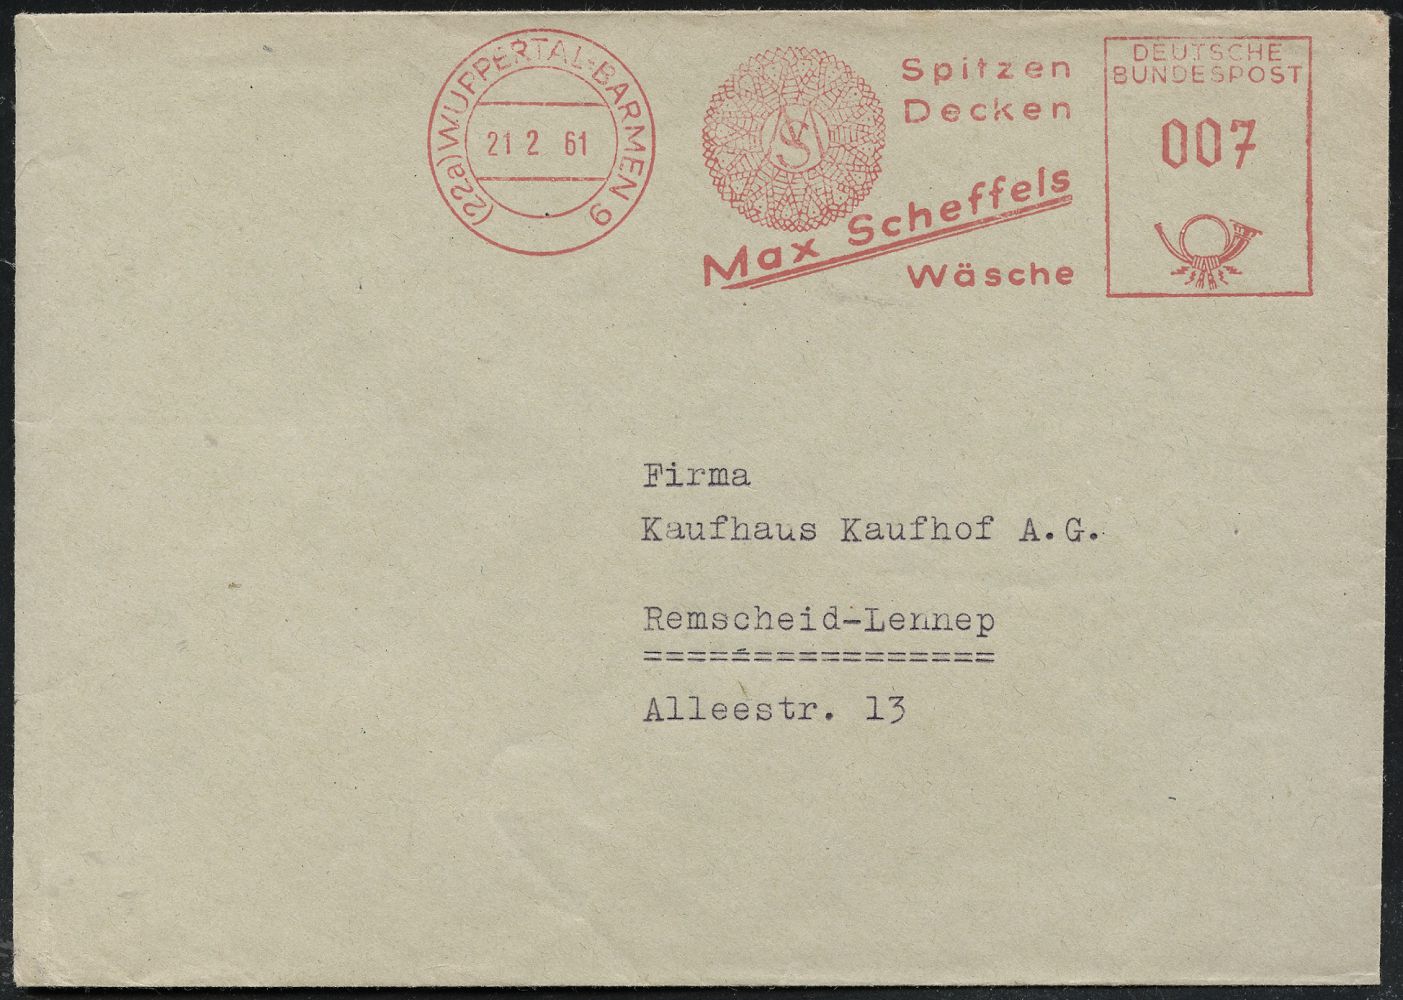 (22a) WUPPERTAL-BARMEN 9
21 2 61
MS
Spitzen
Decken
Max Scheffels
Wäsche
DEUTSCHE
BUNDESPOST
007
Firma
Kaufhaus Kaufhof A.G.
Remscheid-Lennep
================
Alleestr. 13